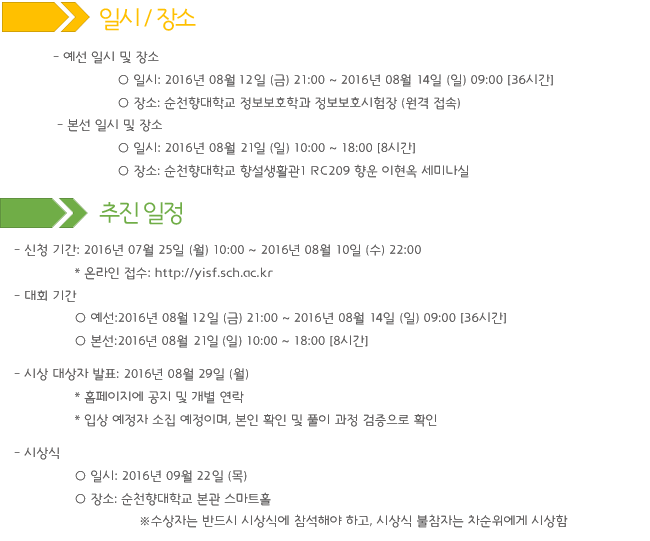 일시 / 장소
- 예선 일시 및 장소
○ 일시: 2016년 08월 12일 (금) 21:00 ~ 2016년 08월 14일 (일) 09:00 [36시간]
○ 장소: 순천향대학교 정보보호학과 정보보호시험장 (원격 접속)
- 본선 일시 및 장소
○ 일시: 2016년 08월 21일 (일) 10:00 ~ 18:00 [8시간]
○ 장소: 순천향대학교 향설생활관1 RC209 향운 이현옥 세미나실
추진 일정
- 신청 기간: 2016년 07월 25일 (월) 10:00 ~ 2016년 08월 10일 (수) 22:00
* 온라인 접수: http://yisf.sch.ac.kr
- 대회 기간
○ 예선:2016년 08월 12일 (금) 21:00 ~ 2016년 08월 14일 (일) 09:00 [36시간]
○ 본선:2016년 08월 21일 (일) 10:00 ~ 18:00 [8시간]
- 시상 대상자 발표: 2016년 08월 29일 (월)
* 홈페이지에 공지 및 개별 연락
* 입상 예정자 소집 예정이며, 본인 확인 및 풀이 과정 검증으로 확인
- 시상식
○ 일시: 2016년 09월 22일 (목)
○ 장소: 순천향대학교 본관 스마트홀
※수상자는 반드시 시상식에 참석해야 하고, 시상식 불참자는 차순위에게 시상함